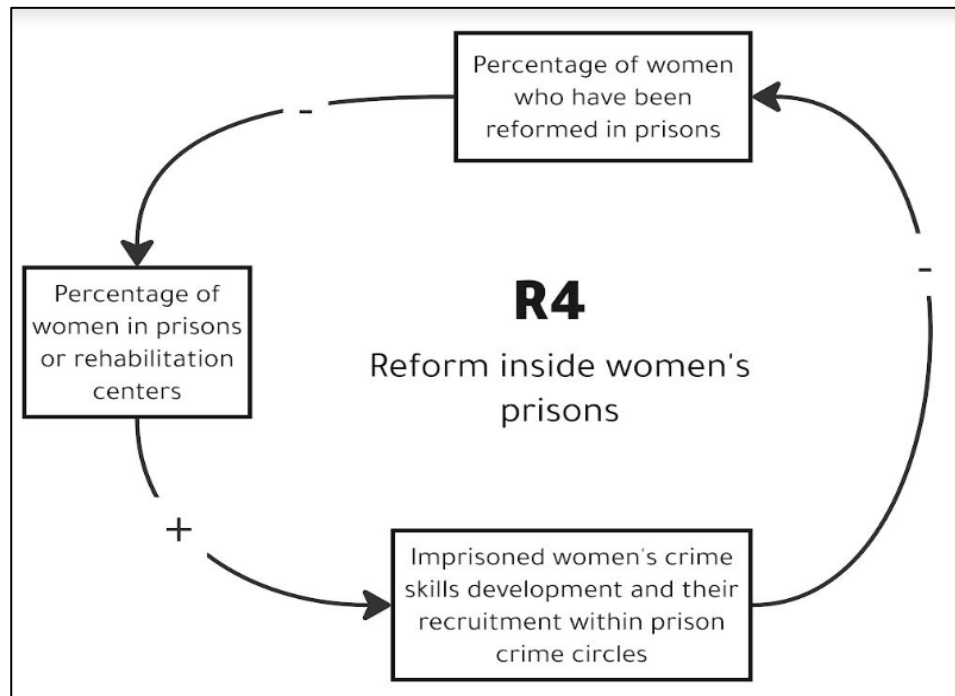 Percentage of women
who have been
reformed in prisons
-
-
Percentage of
women in prisons
or rehabilitation
centers
R4
Reform inside women's
prisons
+
Imprisoned women's crime
skills development and their
recruitment within prison
crime circles